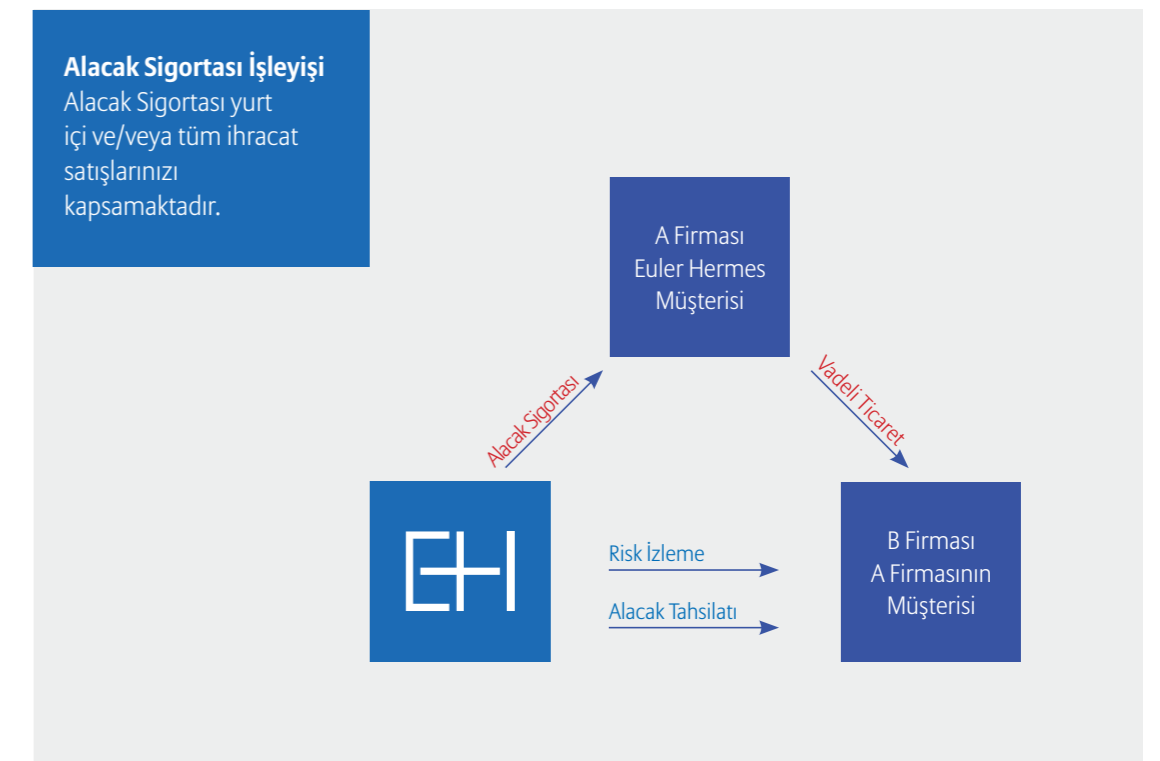 Alacak Sigortası İşleyişi
Alacak Sigortası yurt
içi ve/veya tüm ihracat
satışlarınızı
kapsamaktadır.
A Firması
Euler Hermes
Müşterisi
Alacak Sigortası
Vadeli Ticaret
EH
Risk İzleme
Alacak Tahsilatı
B Firması
A Firmasının
Müşterisi